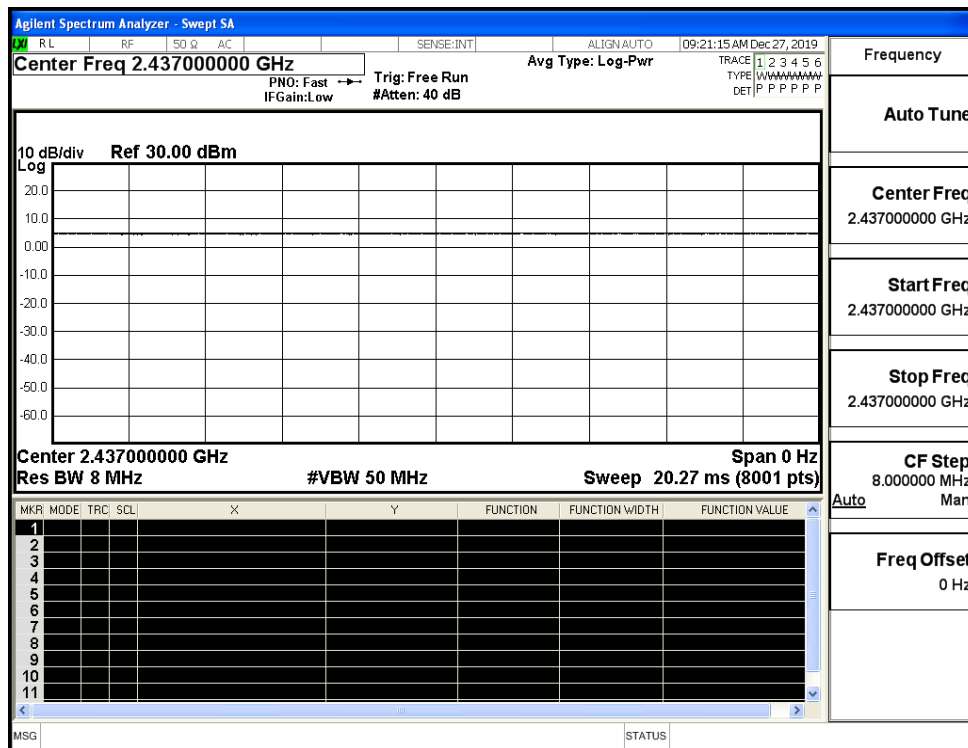 Agilent Spectrum Analyzer - Swept SA
LXI RL RF 50 Ω AC SENSE:INT ALIGN AUTO 09:21:15 AM Dec 27, 2019
Center Freq 2.437000000 GHz
PNO: Fast
IFGain:Low
Trig: Free Run
#Atten: 40 dB
Avg Type: Log-Pwr
TRACE 1 2 3 4 5 6
TYPE WWWWWW
DET P P P P P P
10 dB/div Ref 30.00 dBm
Log
20.0
10.0
0.00
-10.0
-20.0
-30.0
-40.0
-50.0
-60.0
Center 2.437000000 GHz Span 0 Hz
Res BW 8 MHz #VBW 50 MHz Sweep 20.27 ms (8001 pts)
MKR MODE TRC SCL X Y FUNCTION FUNCTION WIDTH FUNCTION VALUE
1
2
3
4
5
6
7
8
9
10
11
MSG STATUS
Frequency
Auto Tune
Center Freq
2.437000000 GHz
Start Freq
2.437000000 GHz
Stop Freq
2.437000000 GHz
CF Step
8.000000 MHz
Auto Man
Freq Offset
0 Hz